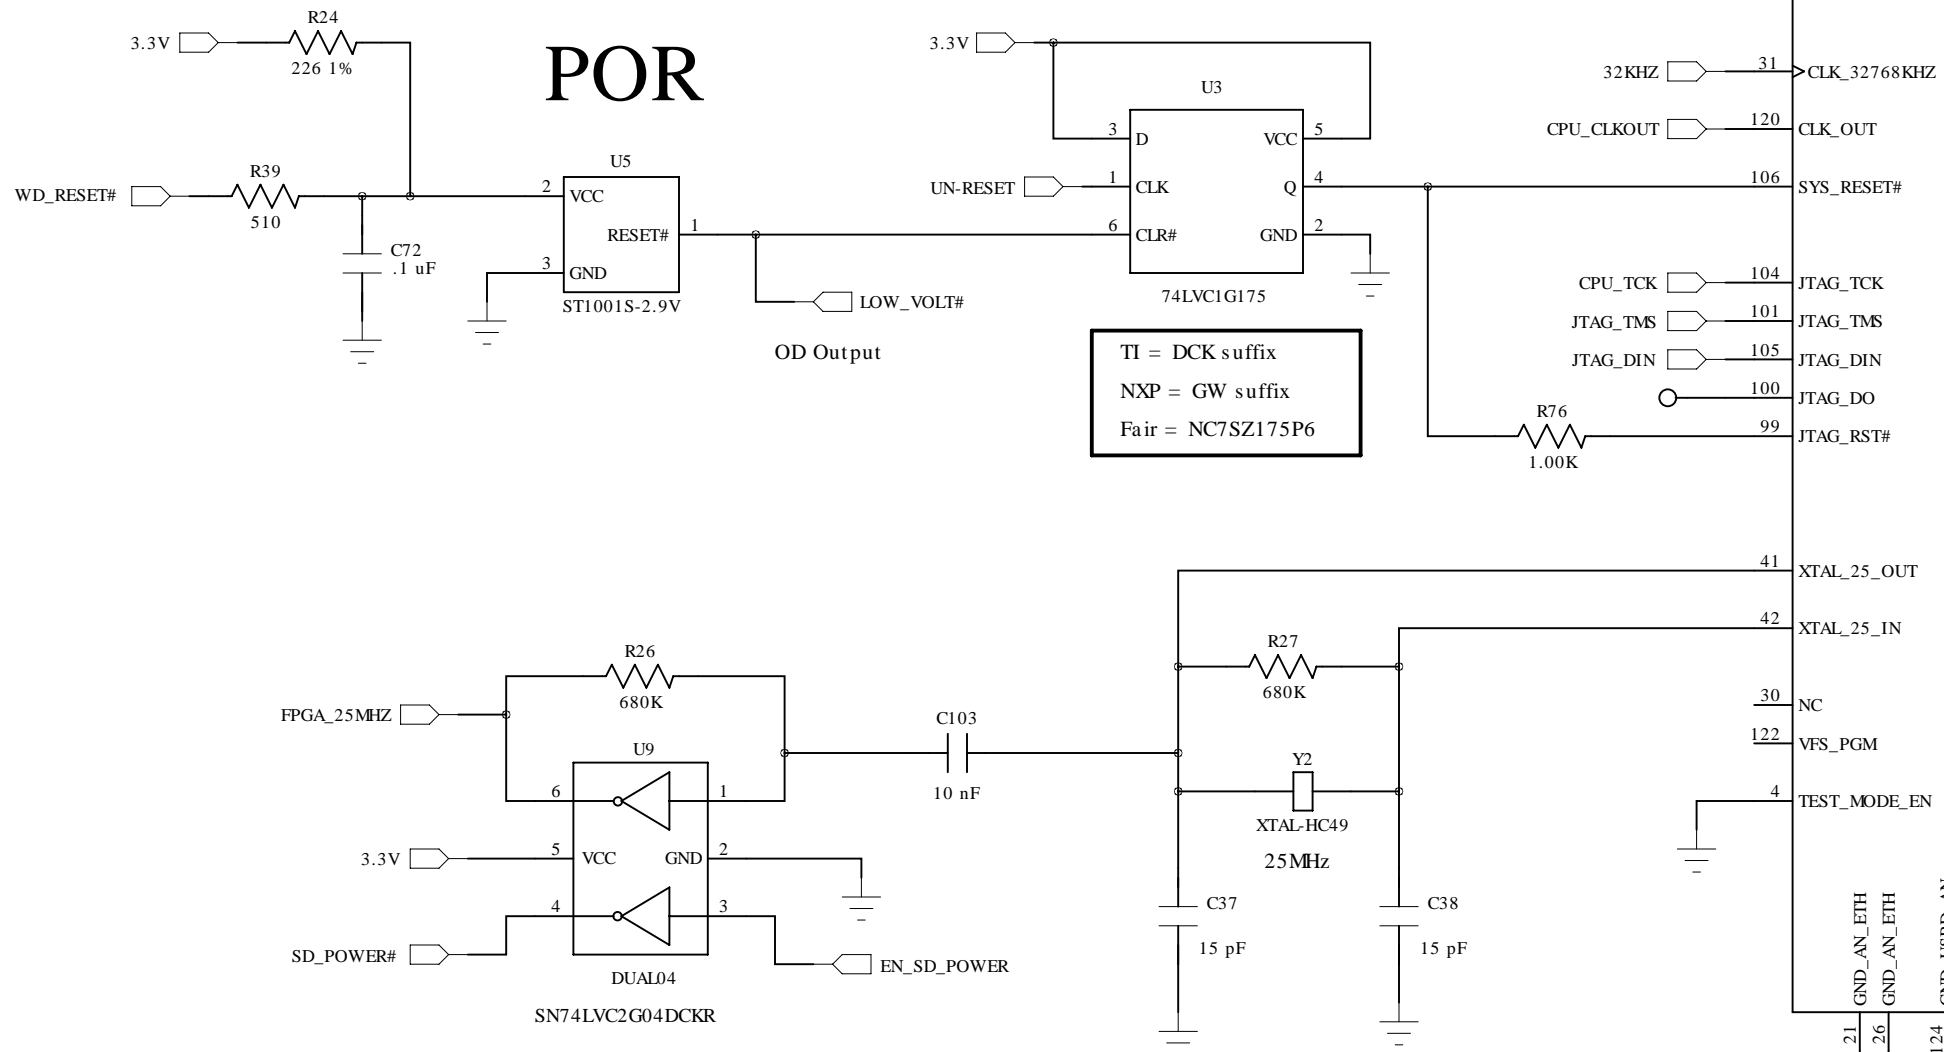 R24
3.3V
226 1%
POR
R39
WD_RESET#
510
C72
.1 uF
U5
2
VCC
RESET#
1
3
GND
ST1001S-2.9V
LOW_VOLT#
OD Output
3.3V
U3
3
D
VCC
5
UN-RESET
1
CLK
Q
4
6
CLR#
GND
2
74LVC1G175
TI = DCK suffix
NXP = GW suffix
Fair = NC7SZ175P6
32KHZ
31
CLK_32768KHZ
CPU_CLKOUT
120
CLK_OUT
106
SYS_RESET#
CPU_TCK
104
JTAG_TCK
JTAG_TMS
101
JTAG_TMS
JTAG_DIN
105
JTAG_DIN
100
JTAG_DO
R76
1.00K
99
JTAG_RST#
41
XTAL_25_OUT
42
XTAL_25_IN
30
NC
122
VFS_PGM
4
TEST_MODE_EN
R26
680K
FPGA_25MHZ
U9
6
1
3.3V
5
VCC
GND
2
4
3
SD_POWER#
EN_SD_POWER
DUAL04
SN74LVC2G04DCKR
C103
10 nF
R27
680K
Y2
XTAL-HC49
25MHz
C37
15 pF
C38
15 pF
GND_AN_ETH
GND_AN_ETH
21
26
124